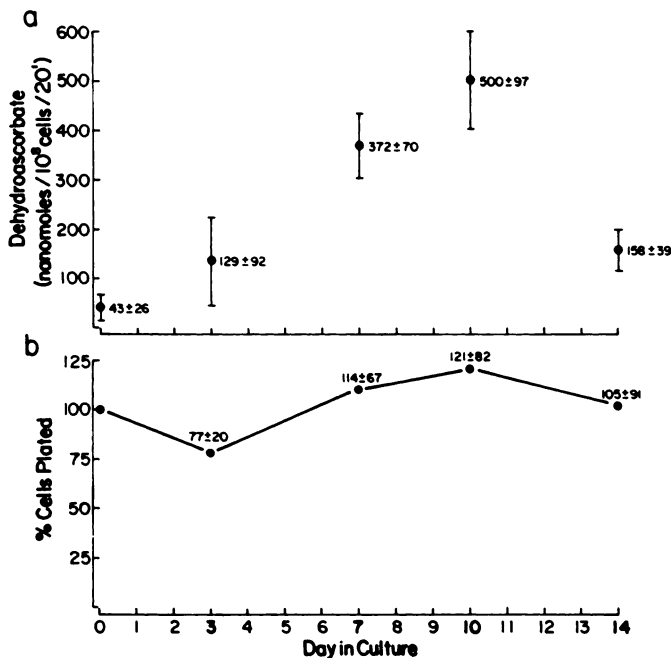 a
Dehydroascorbate
(nanomoles/10⁸cells/20')
600
500
400
300
200
100
43±26
129±92
372±70
500±97
158±39
b
% Cells Plated
125
100
75
50
25
77±20
114±67
121±82
105±91
0 1 2 3 4 5 6 7 8 9 10 11 12 13 14
Day in Culture